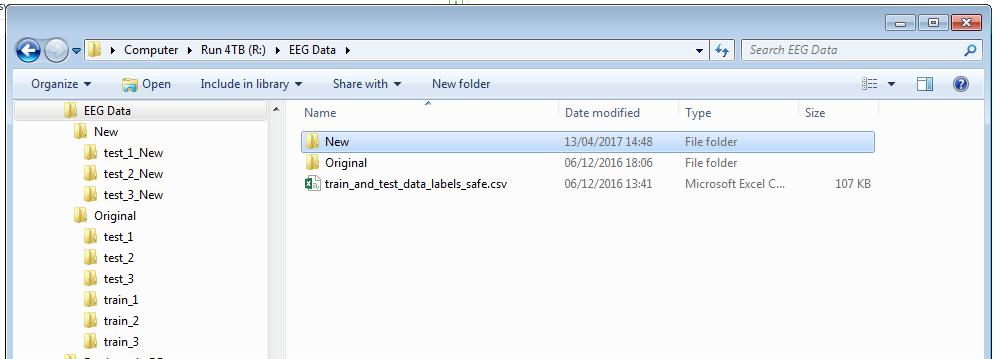 Computer Run 4TB (R:) EEG Data
Search EEG Data
Organize Open Include in library Share with New folder
EEG Data
New
test_1_New
test_2_New
test_3_New
Original
test_1
test_2
test_3
train_1
train_2
train_3
Name Date modified Type Size
New 13/04/2017 14:48 File folder
Original 06/12/2016 18:06 File folder
train_and_test_data_labels_safe.csv 06/12/2016 13:41 Microsoft Excel C... 107 KB